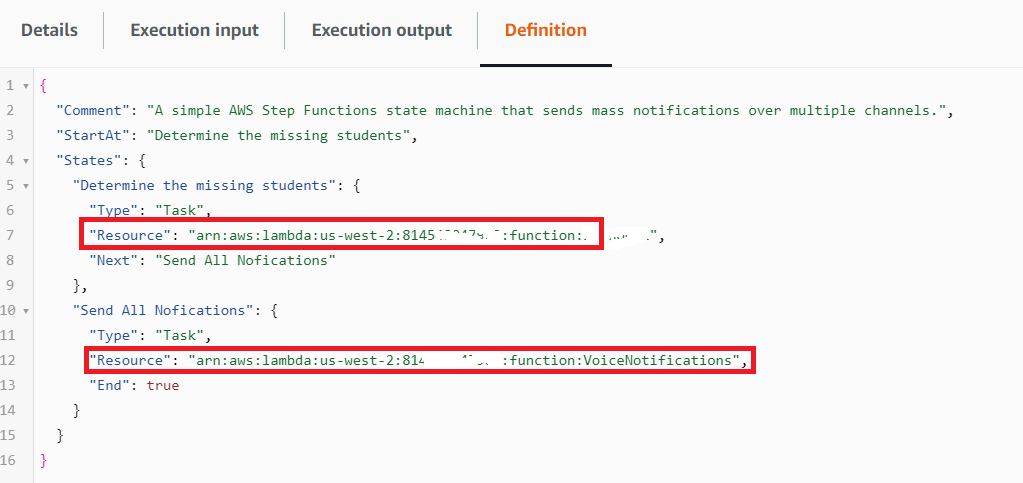 Details Execution input Execution output Definition
1 {
2 "Comment": "A simple AWS Step Functions state machine that sends mass notifications over multiple channels.",
3 "StartAt": "Determine the missing students",
4 "States": {
5 "Determine the missing students": {
6 "Type": "Task",
7 "Resource": "arn:aws:lambda:us-west-2:8145 :function: ",
8 "Next": "Send All Nofications"
9 },
10 "Send All Nofications": {
11 "Type": "Task",
12 "Resource": "arn:aws:lambda:us-west-2:814 :function:VoiceNotifications",
13 "End": true
14 }
15 }
16 }